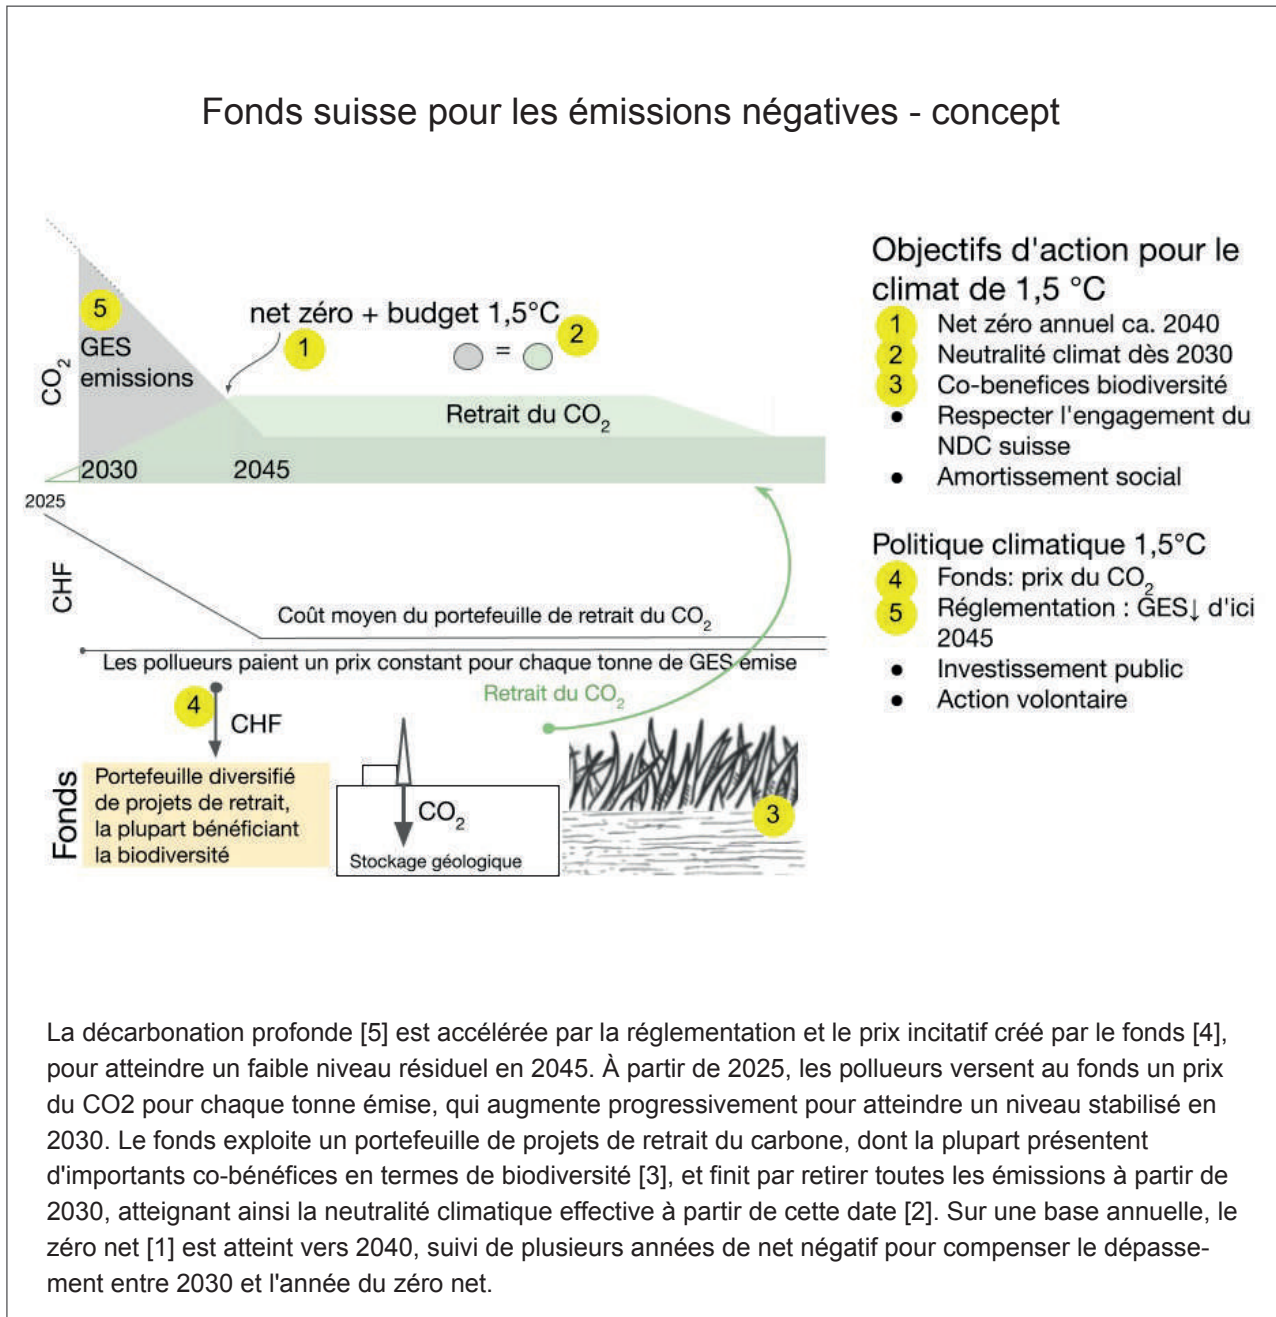 Fonds suisse pour les émissions négatives - concept
CO2
5
GES
emissions
net zéro + budget 1,5°C
1
2
=
Retrait du CO2
2030
2045
2025
CHF
Coût moyen du portefeuille de retrait du CO2
Les pollueurs paient un prix constant pour chaque tonne de GES emise
Retrait du CO2
4
CHF
Fonds
Portefeuille diversifié
de projets de retrait,
la plupart bénéficiant
la biodiversité
CO2
Stockage géologique
3
Objectifs d'action pour le
climat de 1,5 °C
1 Net zéro annuel ca. 2040
2 Neutralité climat dès 2030
3 Co-benefices biodiversité
● Respecter l'engagement du
NDC suisse
● Amortissement social
Politique climatique 1,5°C
4 Fonds: prix du CO2
5 Réglementation : GES↓ d'ici
2045
● Investissement public
● Action volontaire
La décarbonation profonde [5] est accélérée par la réglementation et le prix incitatif créé par le fonds [4],
pour atteindre un faible niveau résiduel en 2045. À partir de 2025, les pollueurs versent au fonds un prix
du CO2 pour chaque tonne émise, qui augmente progressivement pour atteindre un niveau stabilisé en
2030. Le fonds exploite un portefeuille de projets de retrait du carbone, dont la plupart présentent
d'importants co-bénéfices en termes de biodiversité [3], et finit par retirer toutes les émissions à partir de
2030, atteignant ainsi la neutralité climatique effective à partir de cette date [2]. Sur une base annuelle, le
zéro net [1] est atteint vers 2040, suivi de plusieurs années de net négatif pour compenser le dépasse-
ment entre 2030 et l'année du zéro net.